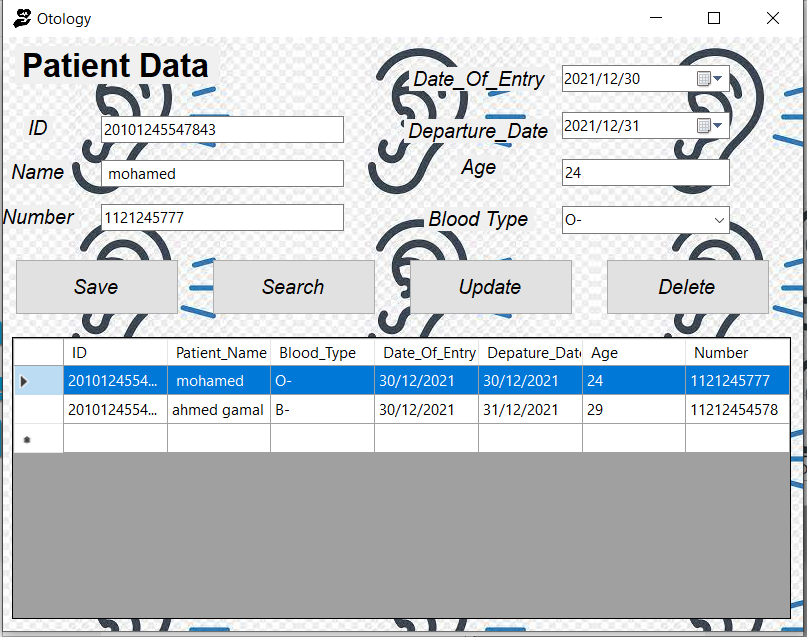 Otology
Patient Data
Date_Of_Entry 2021/12/30
ID 20101245547843
Departure_Date 2021/12/31
Name mohamed
Age 24
Number 1121245777
Blood Type O-
Save Search Update Delete
ID Patient_Name Blood_Type Date_Of_Entry Depature_Dat Age Number
2010124554... mohamed O- 30/12/2021 30/12/2021 24 1121245777
2010124554... ahmed gamal B- 30/12/2021 31/12/2021 29 11212454578